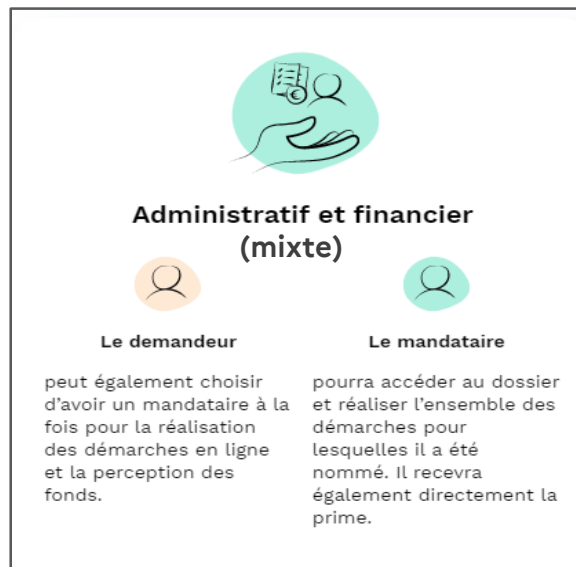 Administratif et financier
(mixte)
Le demandeur
peut également choisir
d'avoir un mandataire à la
fois pour la réalisation
des démarches en ligne
et la perception des
fonds.
Le mandataire
pourra accéder au dossier
et réaliser l'ensemble des
démarches pour
lesquelles il a été
nommé. Il recevra
également directement la
prime.